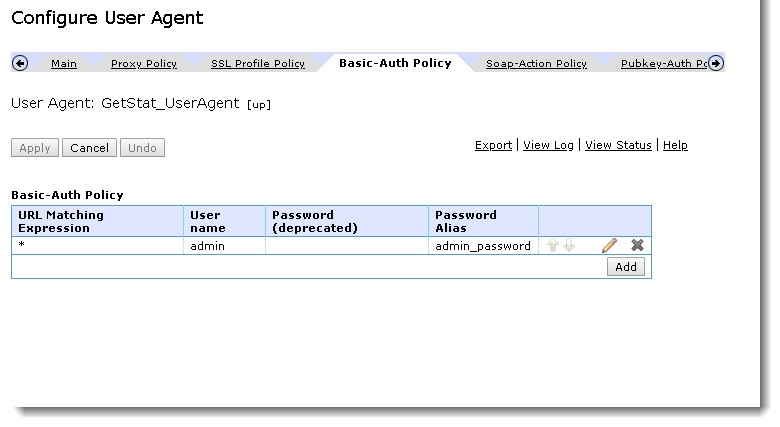 Configure User Agent
Main Proxy Policy SSL Profile Policy Basic-Auth Policy Soap-Action Policy Pubkey-Auth Pc
User Agent: GetStat_UserAgent [up]
Apply Cancel Undo Export | View Log | View Status | Help
Basic-Auth Policy
URL Matching Expression User name Password (deprecated) Password Alias
* admin admin_password
Add